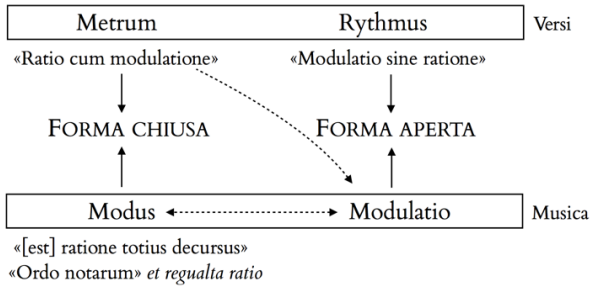 Metrum Rythmus Versi
«Ratio cum modulatione» «Modulatio sine ratione»
FORMA CHIUSA FORMA APERTA
Modus Modulatio Musica
«[est] ratione totius decursus»
«Ordo notarum» et regualta ratio